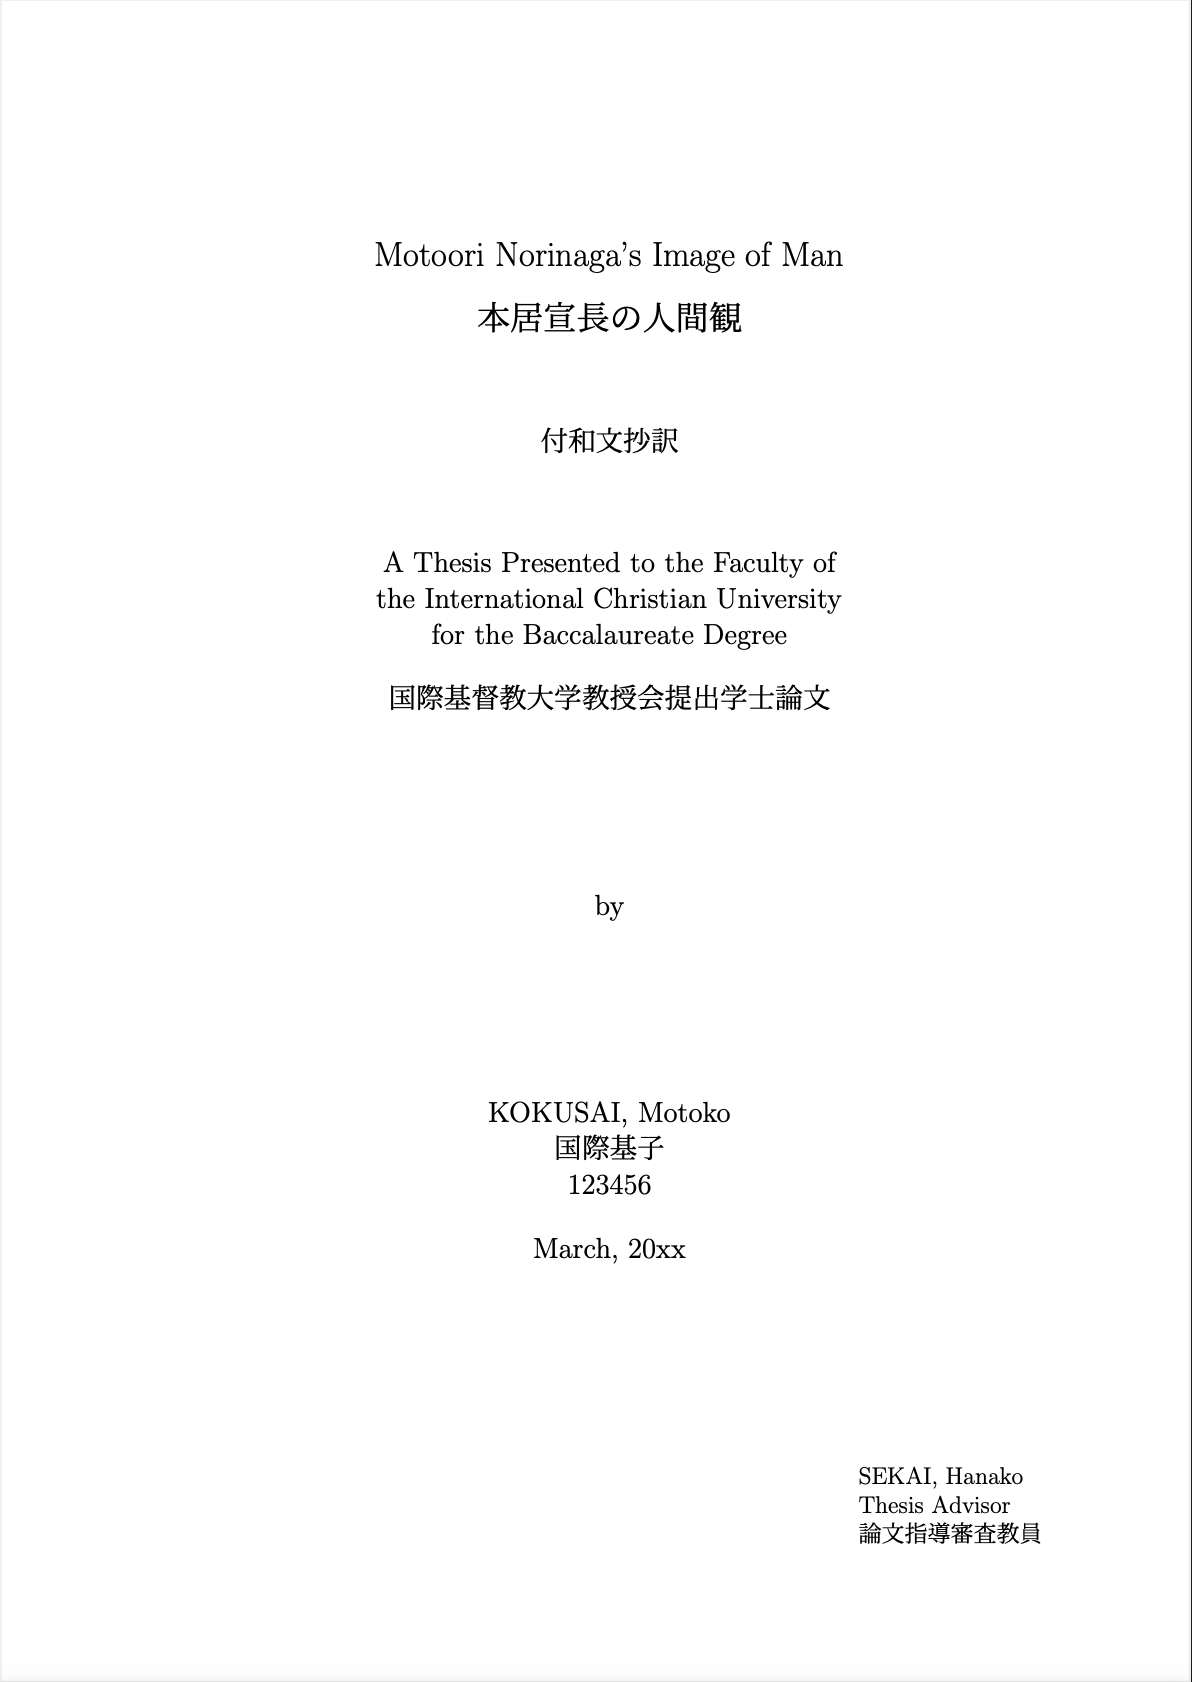 Motoori Norinaga’s Image of Man
本居宣長の人間観
付和文抄訳
A Thesis Presented to the Faculty of
the International Christian University
for the Baccalaureate Degree
国際基督教大学教授会提出学士論文
by
KOKUSAI, Motoko
国際基子
123456
March, 20xx
SEKAI, Hanako
Thesis Advisor
論文指導審査教員